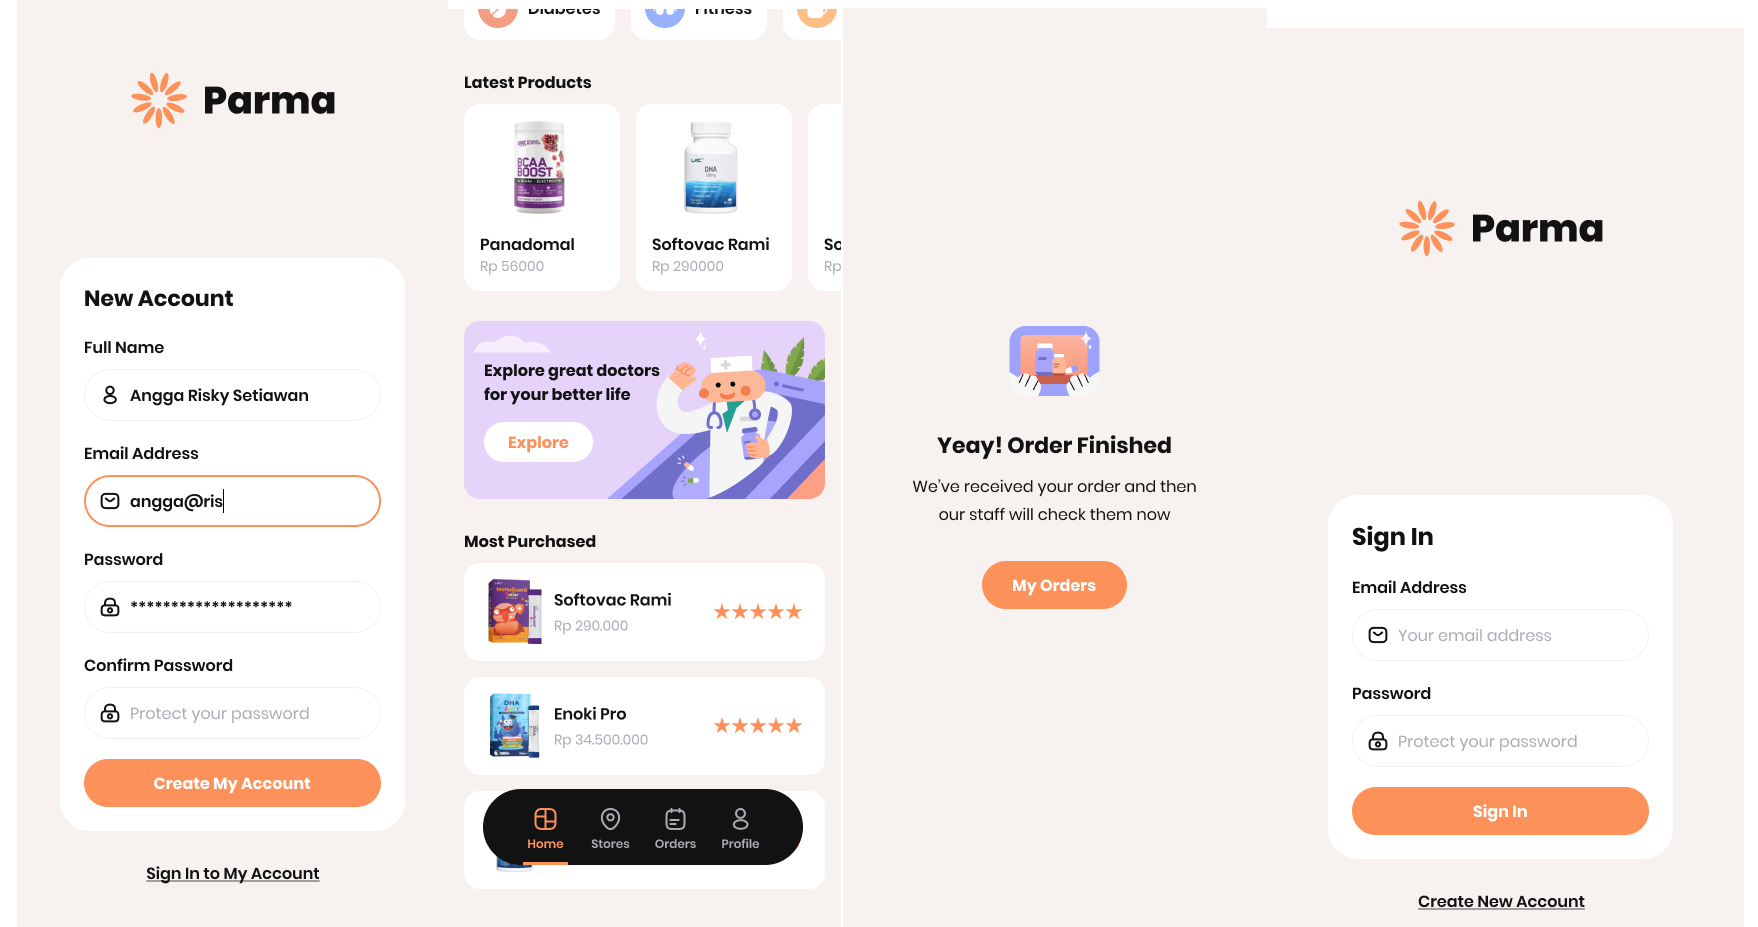 Parma
New Account
Full Name
Angga Risky Setiawan
Email Address
angga@ris
Password
********************
Confirm Password
Protect your password
Create My Account
Sign In to My Account
Diabetes
Fitness
Latest Products
BCAA
BOOST
Panadomal
Rp 56000
LAC
DHA
Softovac Rami
Rp 290000
So
Rp
Explore great doctors
for your better life
Explore
Most Purchased
Softovac Rami
Rp 290.000
DHA
Enoki Pro
Rp 34.500.000
Home
Stores
Orders
Profile
Yeay! Order Finished
We’ve received your order and then
our staff will check them now
My Orders
Parma
Sign In
Email Address
Your email address
Password
Protect your password
Sign In
Create New Account